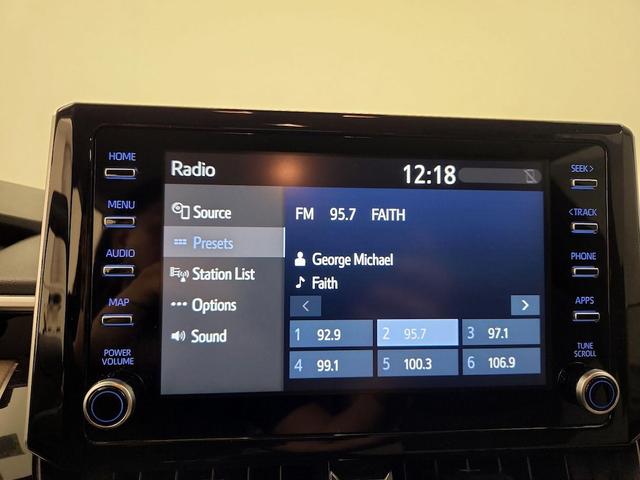 HOME
MENU
AUDIO
MAP
POWER
VOLUME
Radio
12:18
Source
Presets
Station List
Options
Sound
FM 95.7 FAITH
George Michael
Faith
< >
1 92.9 2 95.7 3 97.1
4 99.1 5 100.3 6 106.9
SEEK>
<TRACK
PHONE
APPS
TUNE
SCROLL